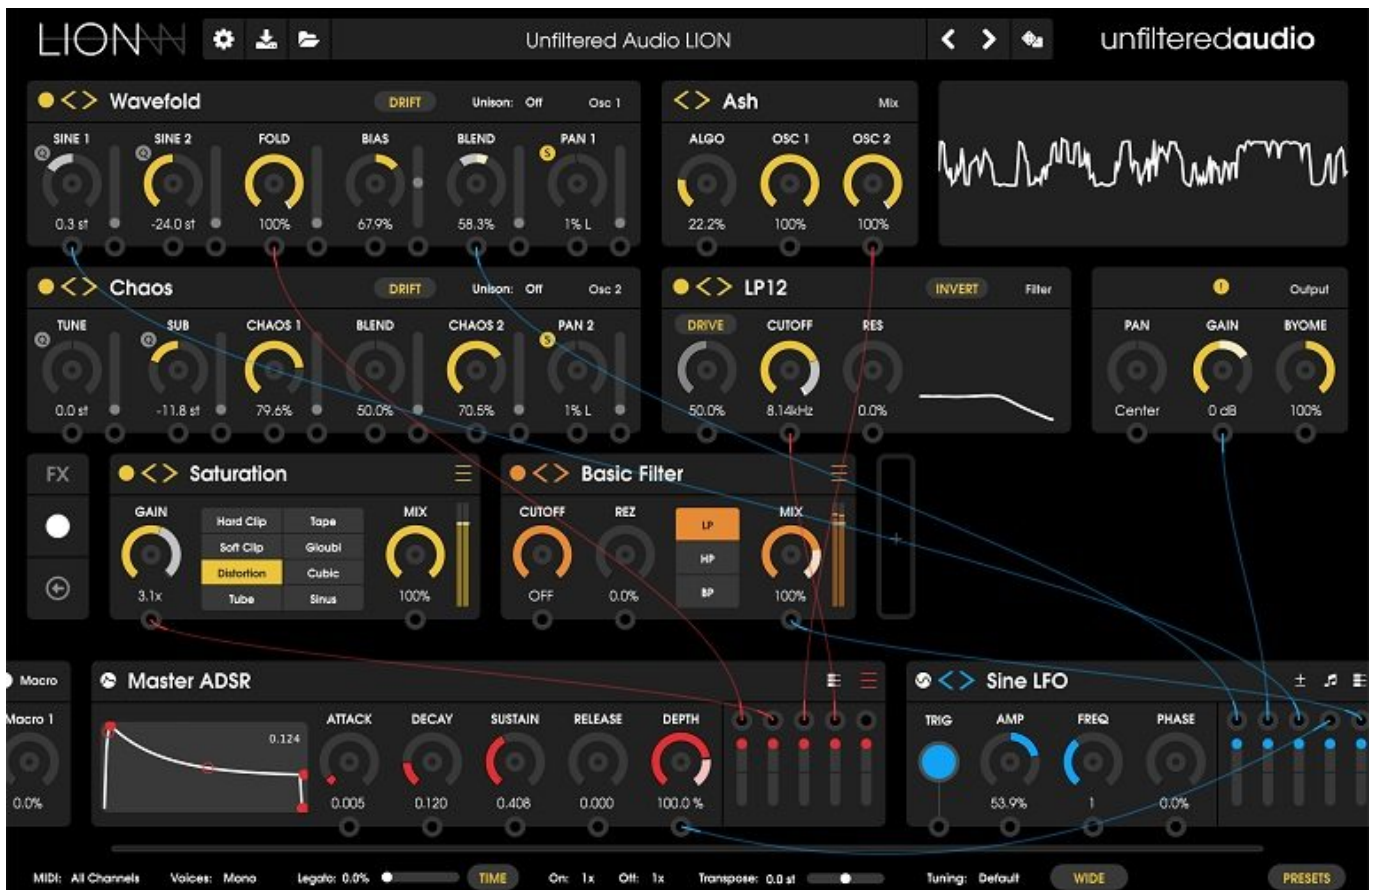 LION
Unfiltered Audio LION
unfilteredaudio
Wavefold DRIFT Unison: Off Osc 1
SINE 1 SINE 2 FOLD BIAS BLEND PAN 1
Q Q S
0.3 st -24.0 st 100% 67.9% 58.3% 1% L
Ash Mix
ALGO OSC 1 OSC 2
22.2% 100% 100%
Chaos DRIFT Unison: Off Osc 2
TUNE SUB CHAOS 1 BLEND CHAOS 2 PAN 2
Q Q S
0.0 st -11.8 st 79.6% 50.0% 70.5% 1% L
LP12 INVERT Filter
DRIVE CUTOFF RES
50.0% 8.14kHz 0.0%
! Output
PAN GAIN BYOME
Center 0 dB 100%
FX
Saturation
GAIN MIX
Hard Clip Tape
Soft Clip Gloubi
Distortion Cubic
Tube Sinus
3.1x 100%
Basic Filter
CUTOFF REZ MIX
LP
HP
BP
OFF 0.0% 100%
+
Macro
Macro 1
0.0%
Master ADSR
0.124
ATTACK DECAY SUSTAIN RELEASE DEPTH
0.005 0.120 0.408 0.000 100.0 %
Sine LFO ±
TRIG AMP FREQ PHASE
53.9% 1 0.0%
MIDI: All Channels Voices: Mono Legato: 0.0% TIME On: 1x Off: 1x Transpose: 0.0 st Tuning: Default WIDE PRESETS